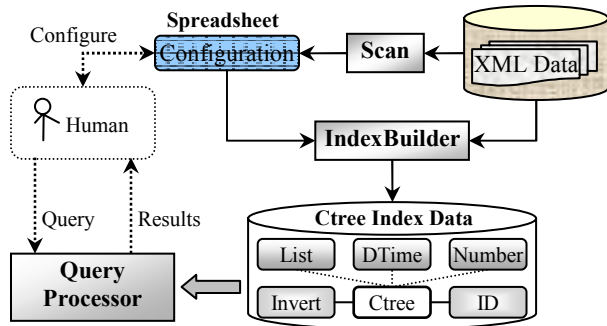 Spreadsheet
Configure
Configuration
Scan
XML Data
Human
IndexBuilder
Query
Results
Ctree Index Data
List
DTime
Number
Query
Processor
Invert
Ctree
ID